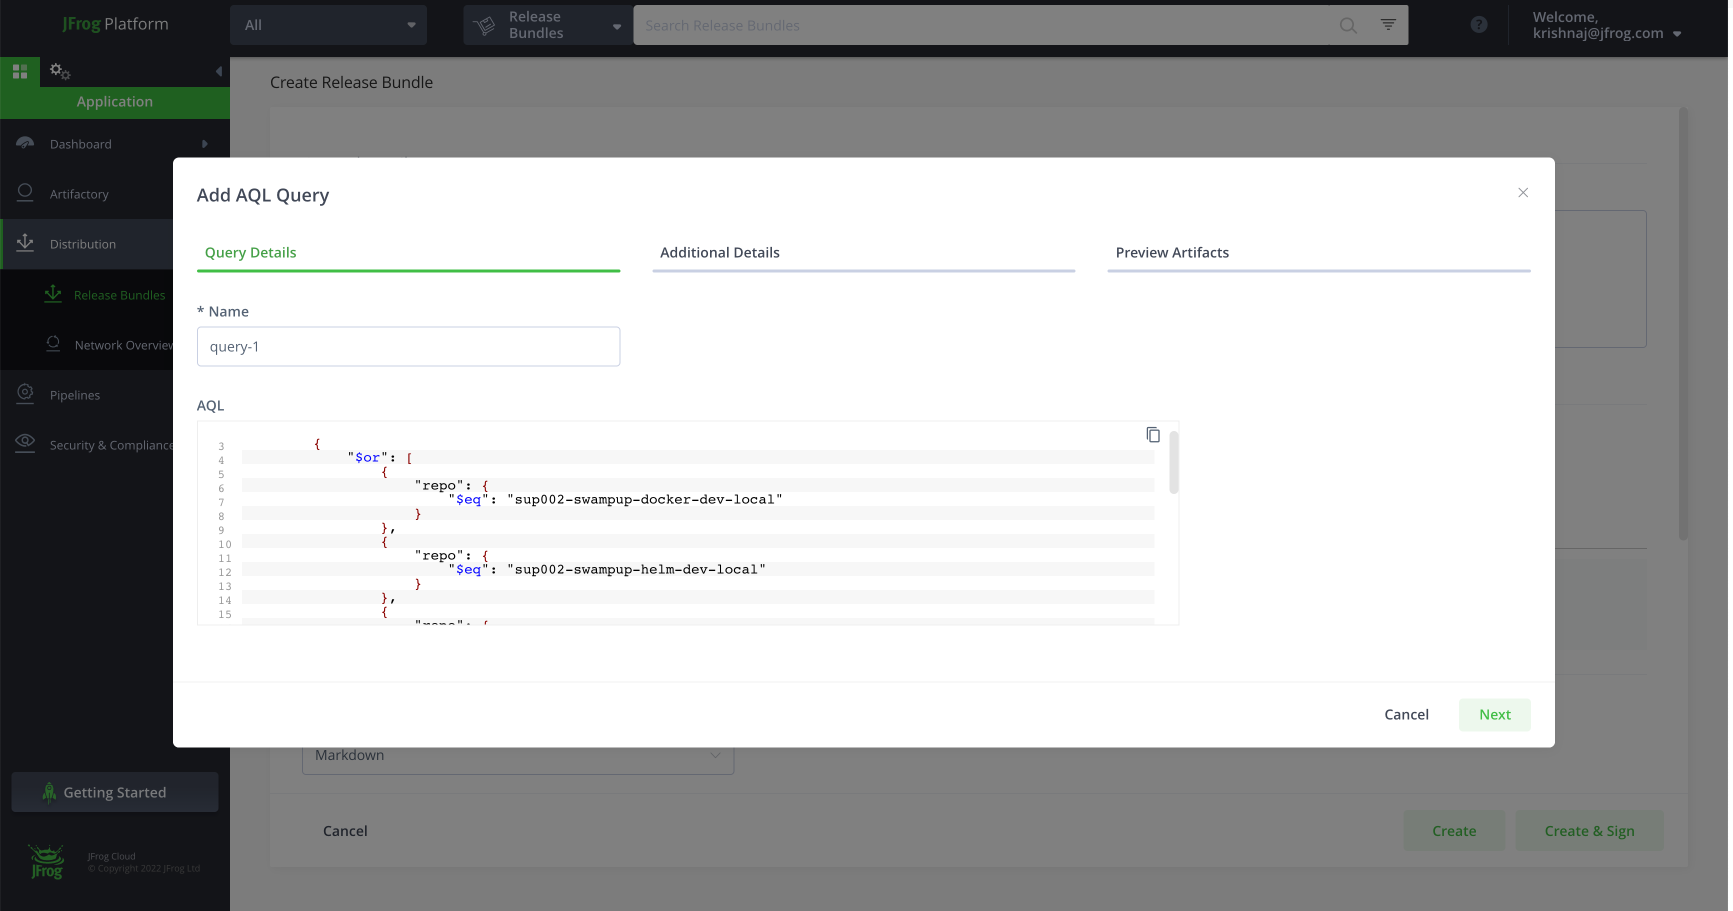 JFrog Platform
All
Release
Bundles
Search Release Bundles
?
Welcome,
krishnaj@jfrog.com
Application
Dashboard
Artifactory
Distribution
Release Bundles
Network Overview
Pipelines
Security & Compliance
Getting Started
JFrog
JFrog Cloud
© Copyright 2022 JFrog Ltd
Create Release Bundle
Add AQL Query
Query Details
Additional Details
Preview Artifacts
* Name
query-1
AQL
3 {
4 "$or": [
5 {
6 "repo": {
7 "$eq": "sup002-swampup-docker-dev-local"
8 }
9 },
10 {
11 "repo": {
12 "$eq": "sup002-swampup-helm-dev-local"
13 }
14 },
15 {
"repo": {
Cancel
Next
Markdown
Cancel
Create
Create & Sign